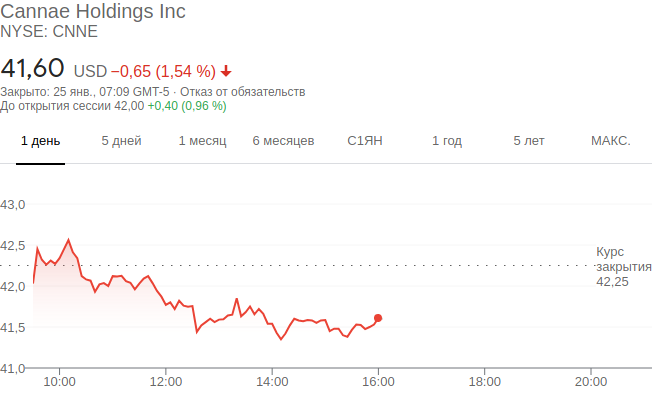 Cannae Holdings Inc
NYSE: CNNE
41,60 USD −0,65 (1,54 %)
Закрыто: 25 янв., 07:09 GMT-5 · Отказ от обязательств
До открытия сессии 42,00 +0,40 (0,96 %)
1 день 5 дней 1 месяц 6 месяцев С1ЯН 1 год 5 лет МАКС.
43,0
42,5
Курс
закрытия
42,25
42,0
41,5
41,0
10:00 12:00 14:00 16:00 18:00 20:00